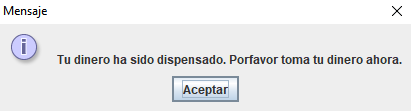 Mensaje
Tu dinero ha sido dispensado. Porfavor toma tu dinero ahora.
Aceptar